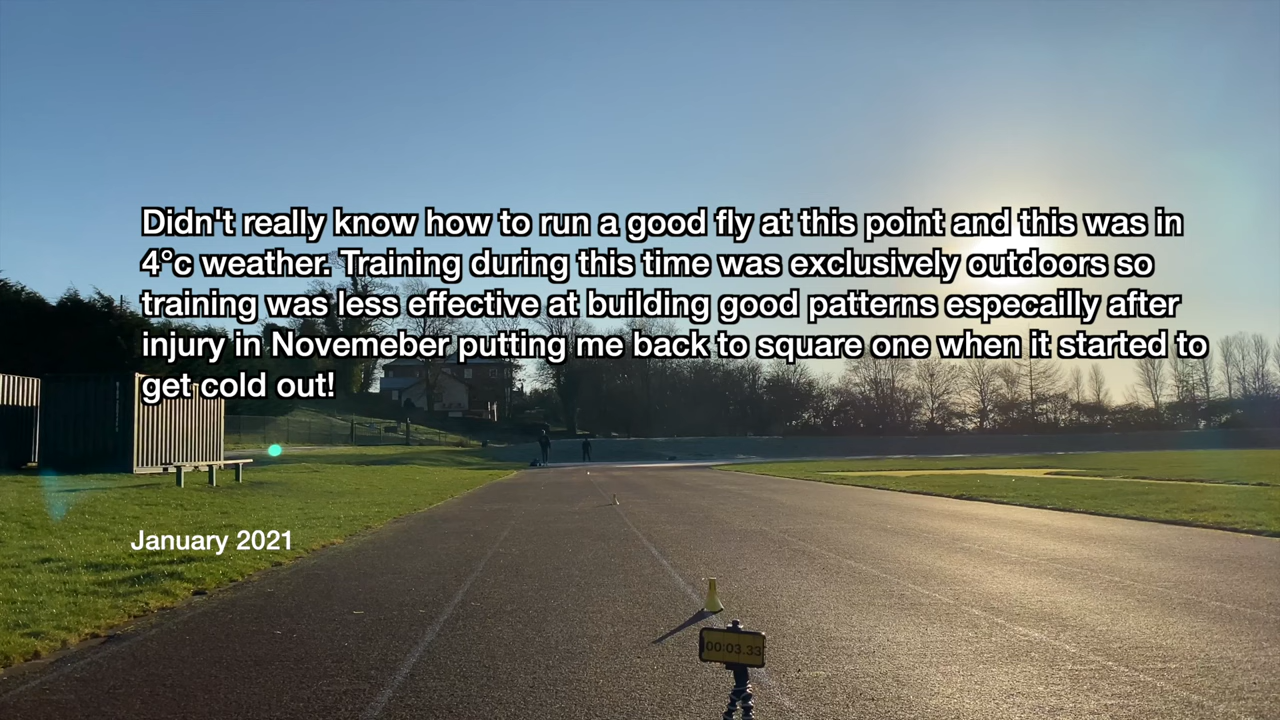 Didn't really know how to run a good fly at this point and this was in
4°c weather. Training during this time was exclusively outdoors so
training was less effective at building good patterns especailly after
injury in Novemeber putting me back to square one when it started to
get cold out!
January 2021
00:03.33